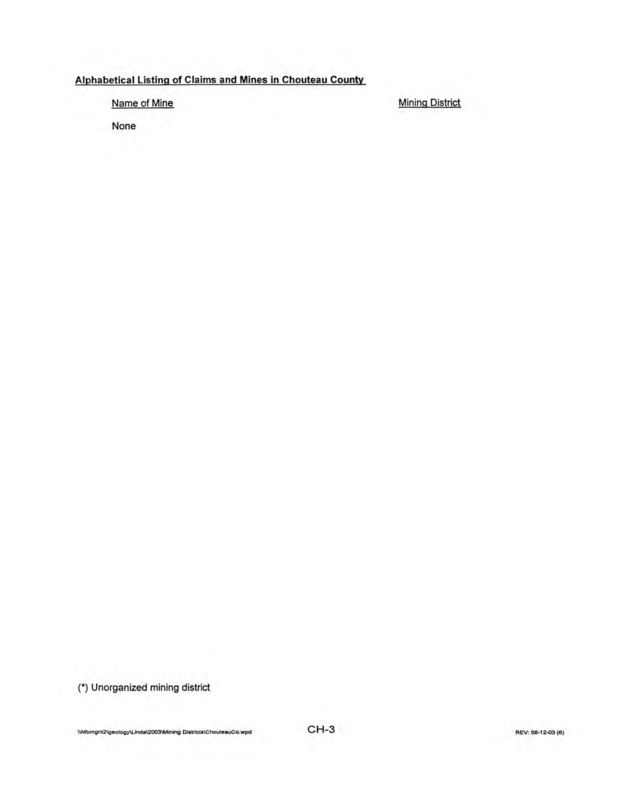 Alphabetical Listing of Claims and Mines in Chouteau County
Name of Mine Mining District
None
(*) Unorganized mining district
\\Mbmgnt2\geology\Linda\2003\Mining Districts\ChouteauCo.wpd CH-3 REV: 08-12-03 (6)